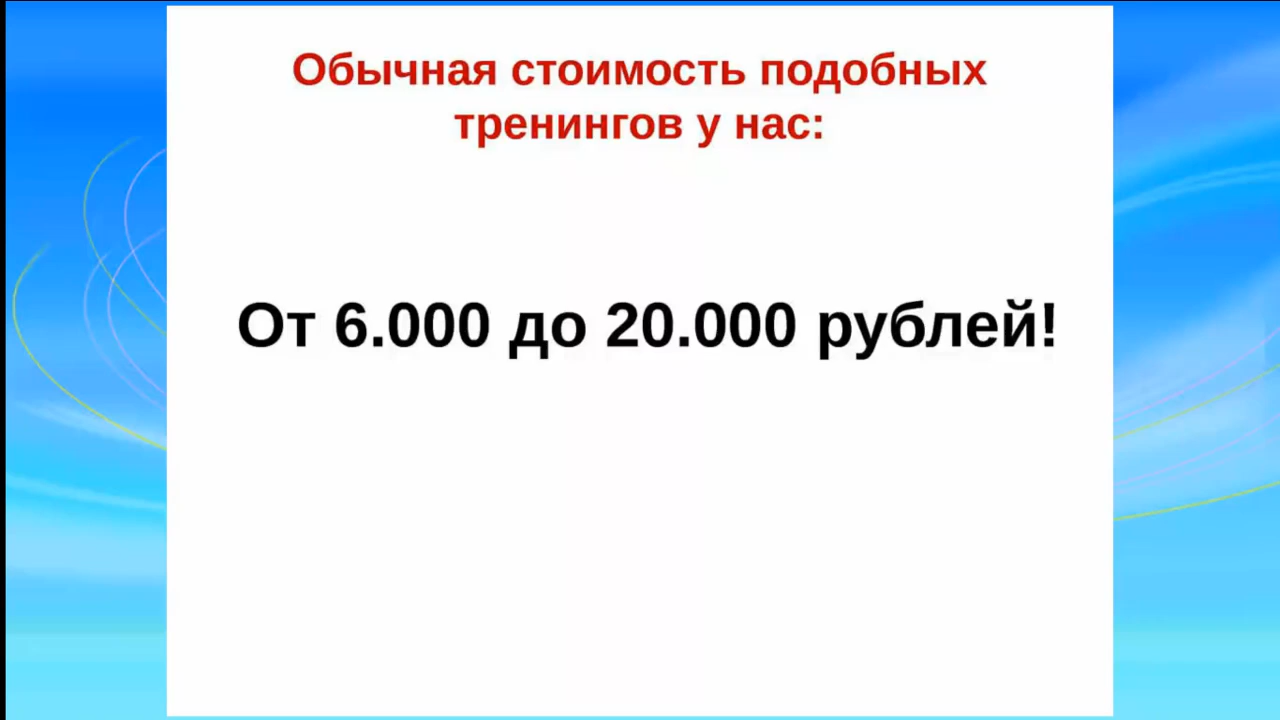 Обычная стоимость подобных
тренингов у нас:
От 6.000 до 20.000 рублей!